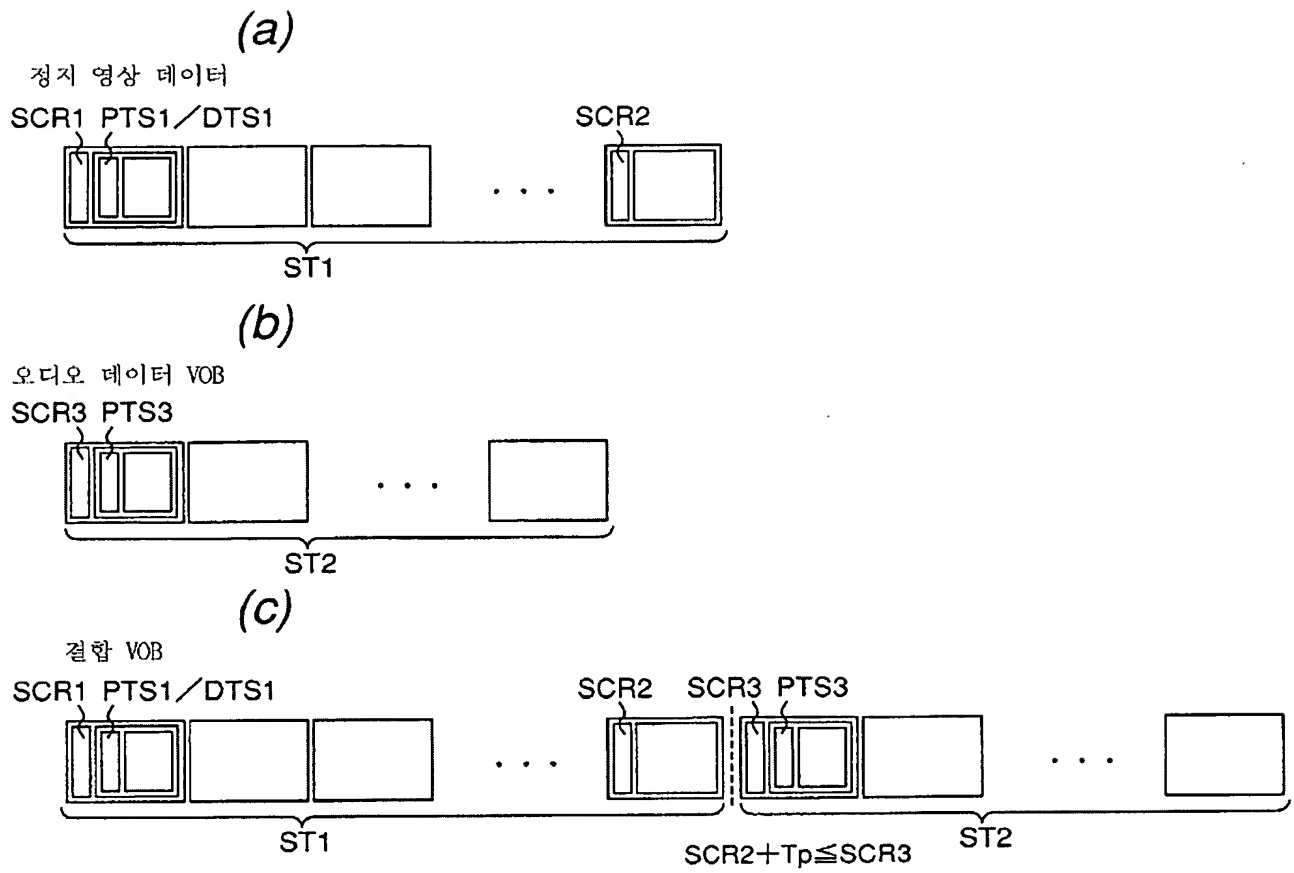 (a)
정지 영상 데이터
SCR1 PTS1/DTS1 SCR2
. . .
ST1
(b)
오디오 데이터 VOB
SCR3 PTS3
. . .
ST2
(c)
결합 VOB
SCR1 PTS1/DTS1 SCR2 SCR3 PTS3
. . . . . .
ST1 ST2
SCR2+Tp≦SCR3